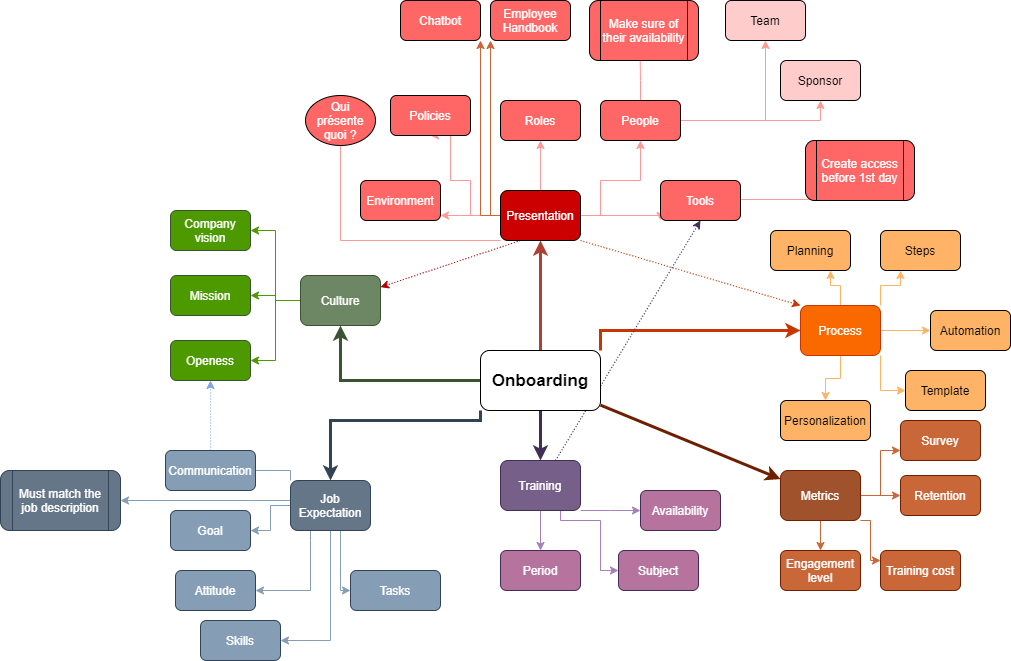 Chatbot
Employee
Handbook
Make sure of
their availability
Team
Sponsor
Qui
présente
quoi ?
Policies
Roles
People
Create access
before 1st day
Environment
Presentation
Tools
Company
vision
Planning
Steps
Mission
Culture
Process
Automation
Openess
Onboarding
Template
Personalization
Survey
Communication
Must match the
job description
Job
Expectation
Training
Metrics
Retention
Availability
Goal
Period
Subject
Engagement
level
Training cost
Attitude
Tasks
Skills